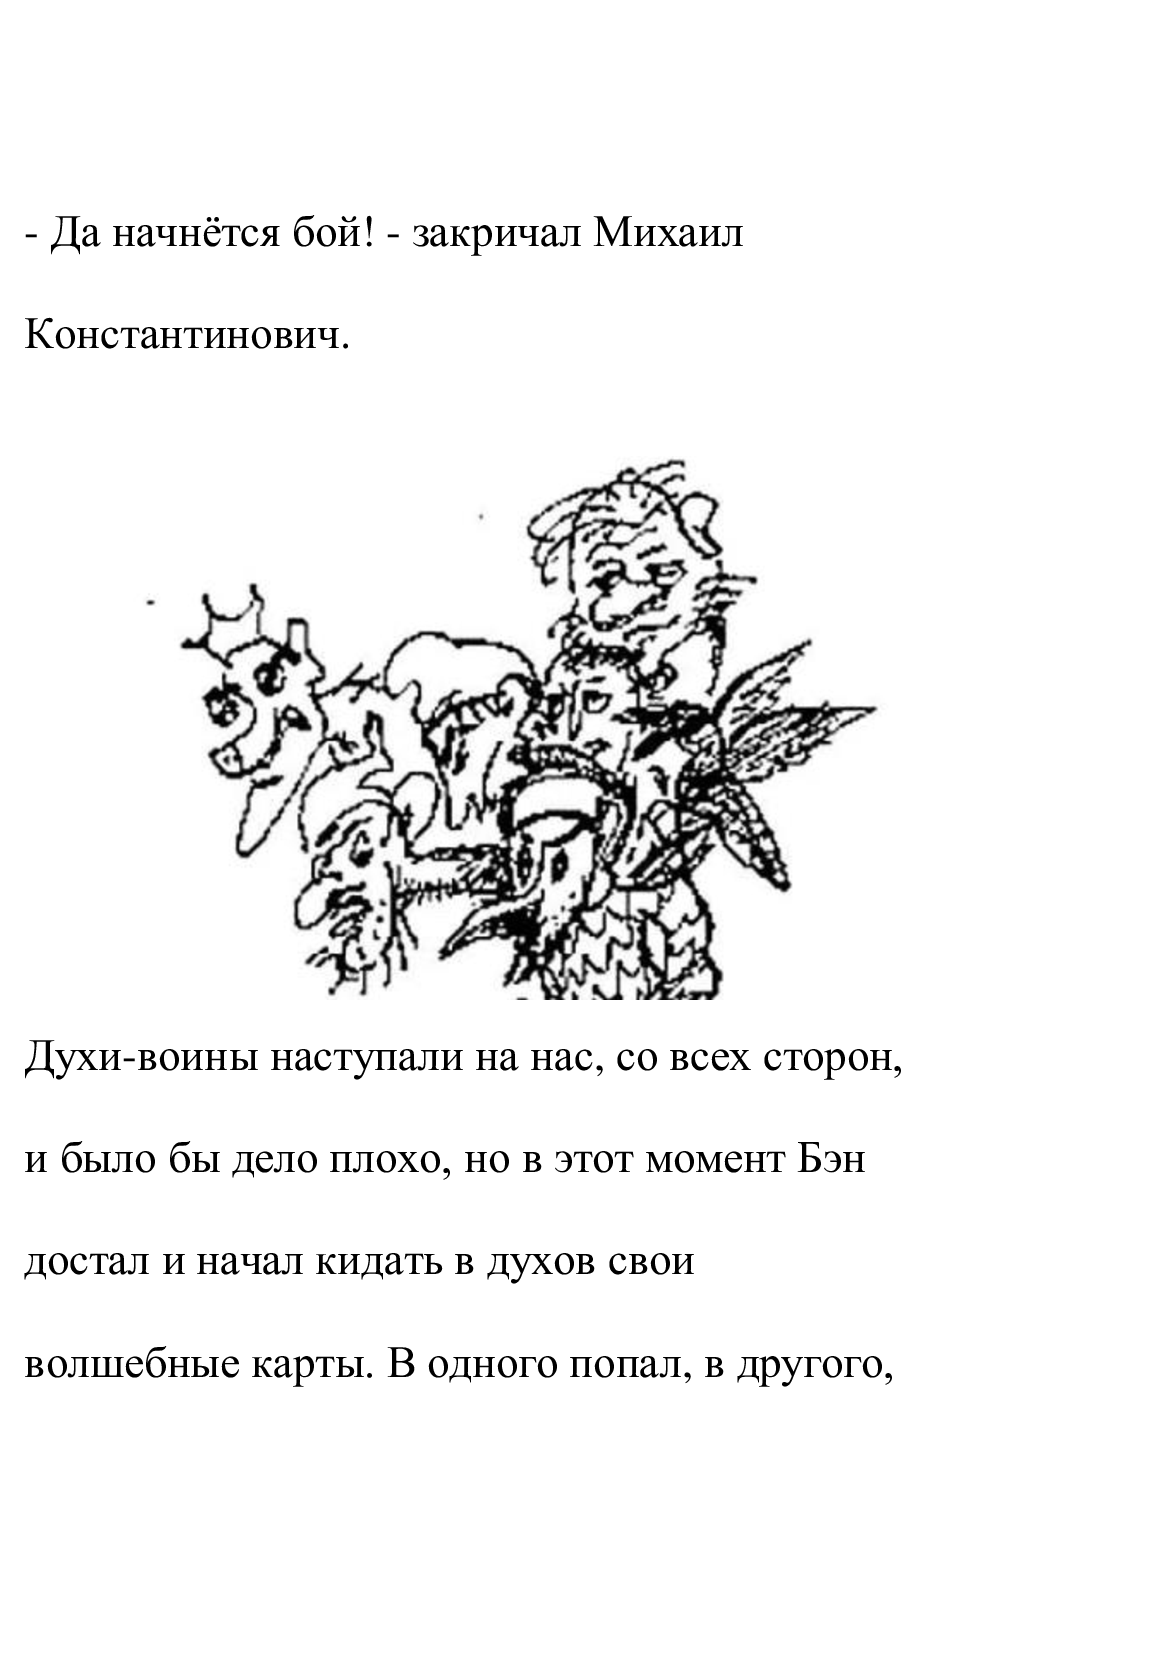 - Да начнётся бой! - закричал Михаил
Константинович.
Духи-воины наступали на нас, со всех сторон,
и было бы дело плохо, но в этот момент Бэн
достал и начал кидать в духов свои
волшебные карты. В одного попал, в другого,